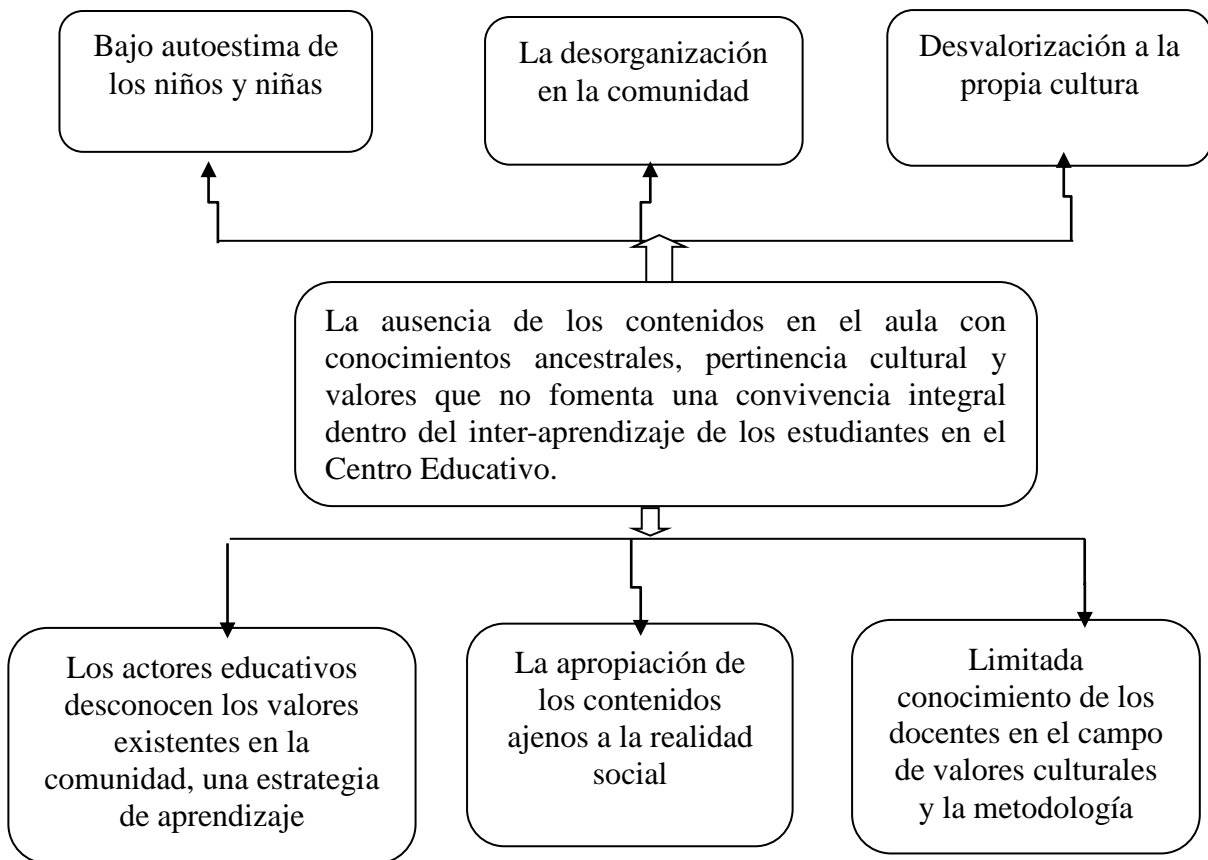 Bajo autoestima de
los niños y niñas
La desorganización
en la comunidad
Desvalorización a la
propia cultura
La ausencia de los contenidos en el aula con
conocimientos ancestrales, pertinencia cultural y
valores que no fomenta una convivencia integral
dentro del inter-aprendizaje de los estudiantes en el
Centro Educativo.
Los actores educativos
desconocen los valores
existentes en la
comunidad, una estrategia
de aprendizaje
La apropiación de
los contenidos
ajenos a la realidad
social
Limitada
conocimiento de los
docentes en el campo
de valores culturales
y la metodología